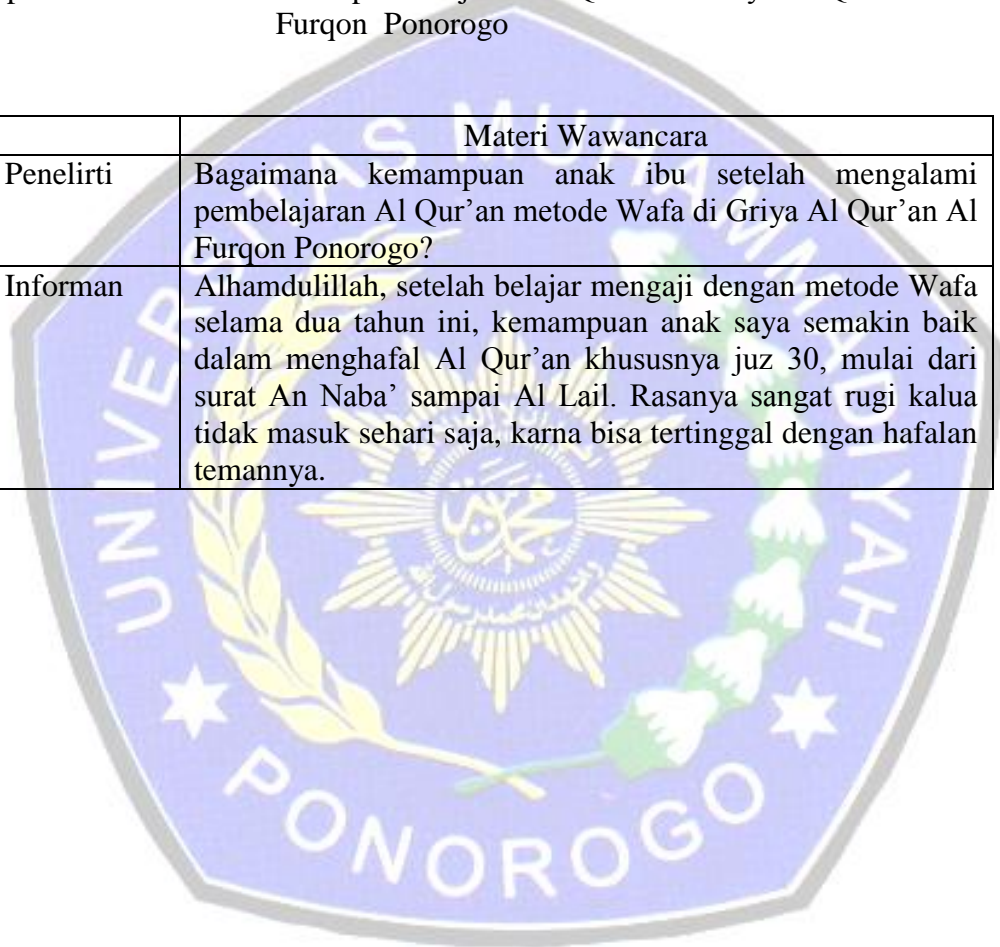 Furqon Ponorogo
Materi Wawancara
Penelirti
Bagaimana kemampuan anak ibu setelah mengalami
pembelajaran Al Qur’an metode Wafa di Griya Al Qur’an Al
Furqon Ponorogo?
Informan
Alhamdulillah, setelah belajar mengaji dengan metode Wafa
selama dua tahun ini, kemampuan anak saya semakin baik
dalam menghafal Al Qur’an khususnya juz 30, mulai dari
surat An Naba’ sampai Al Lail. Rasanya sangat rugi kalua
tidak masuk sehari saja, karna bisa tertinggal dengan hafalan
temannya.
UNIVERSITAS MUHAMMADIYAH
PONOROGO